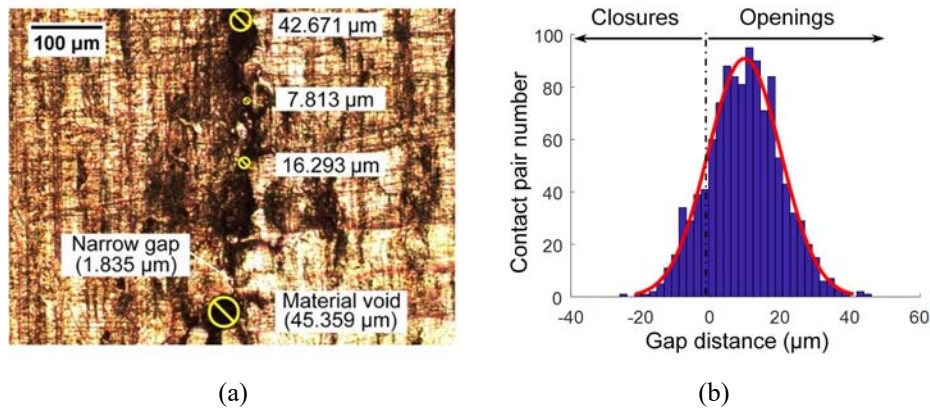 100 µm
42.671 µm
7.813 µm
16.293 µm
Narrow gap
(1.835 µm)
Material void
(45.359 µm)
(a)
Closures
Openings
Contact pair number
100
80
60
40
20
0
-40
-20
0
20
40
60
Gap distance (µm)
(b)